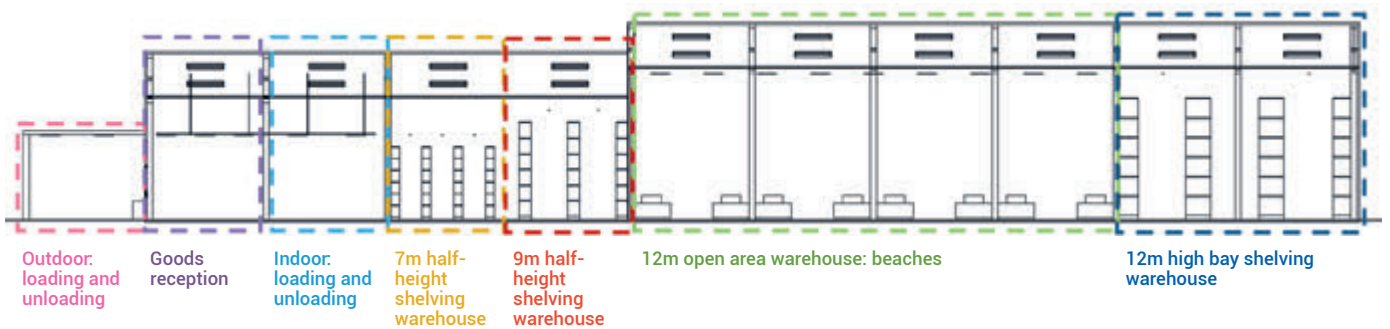 Outdoor:
loading and
unloading
Goods
reception
Indoor:
loading and
unloading
7m half-
height
shelving
warehouse
9m half-
height
shelving
warehouse
12m open area warehouse: beaches
12m high bay shelving
warehouse